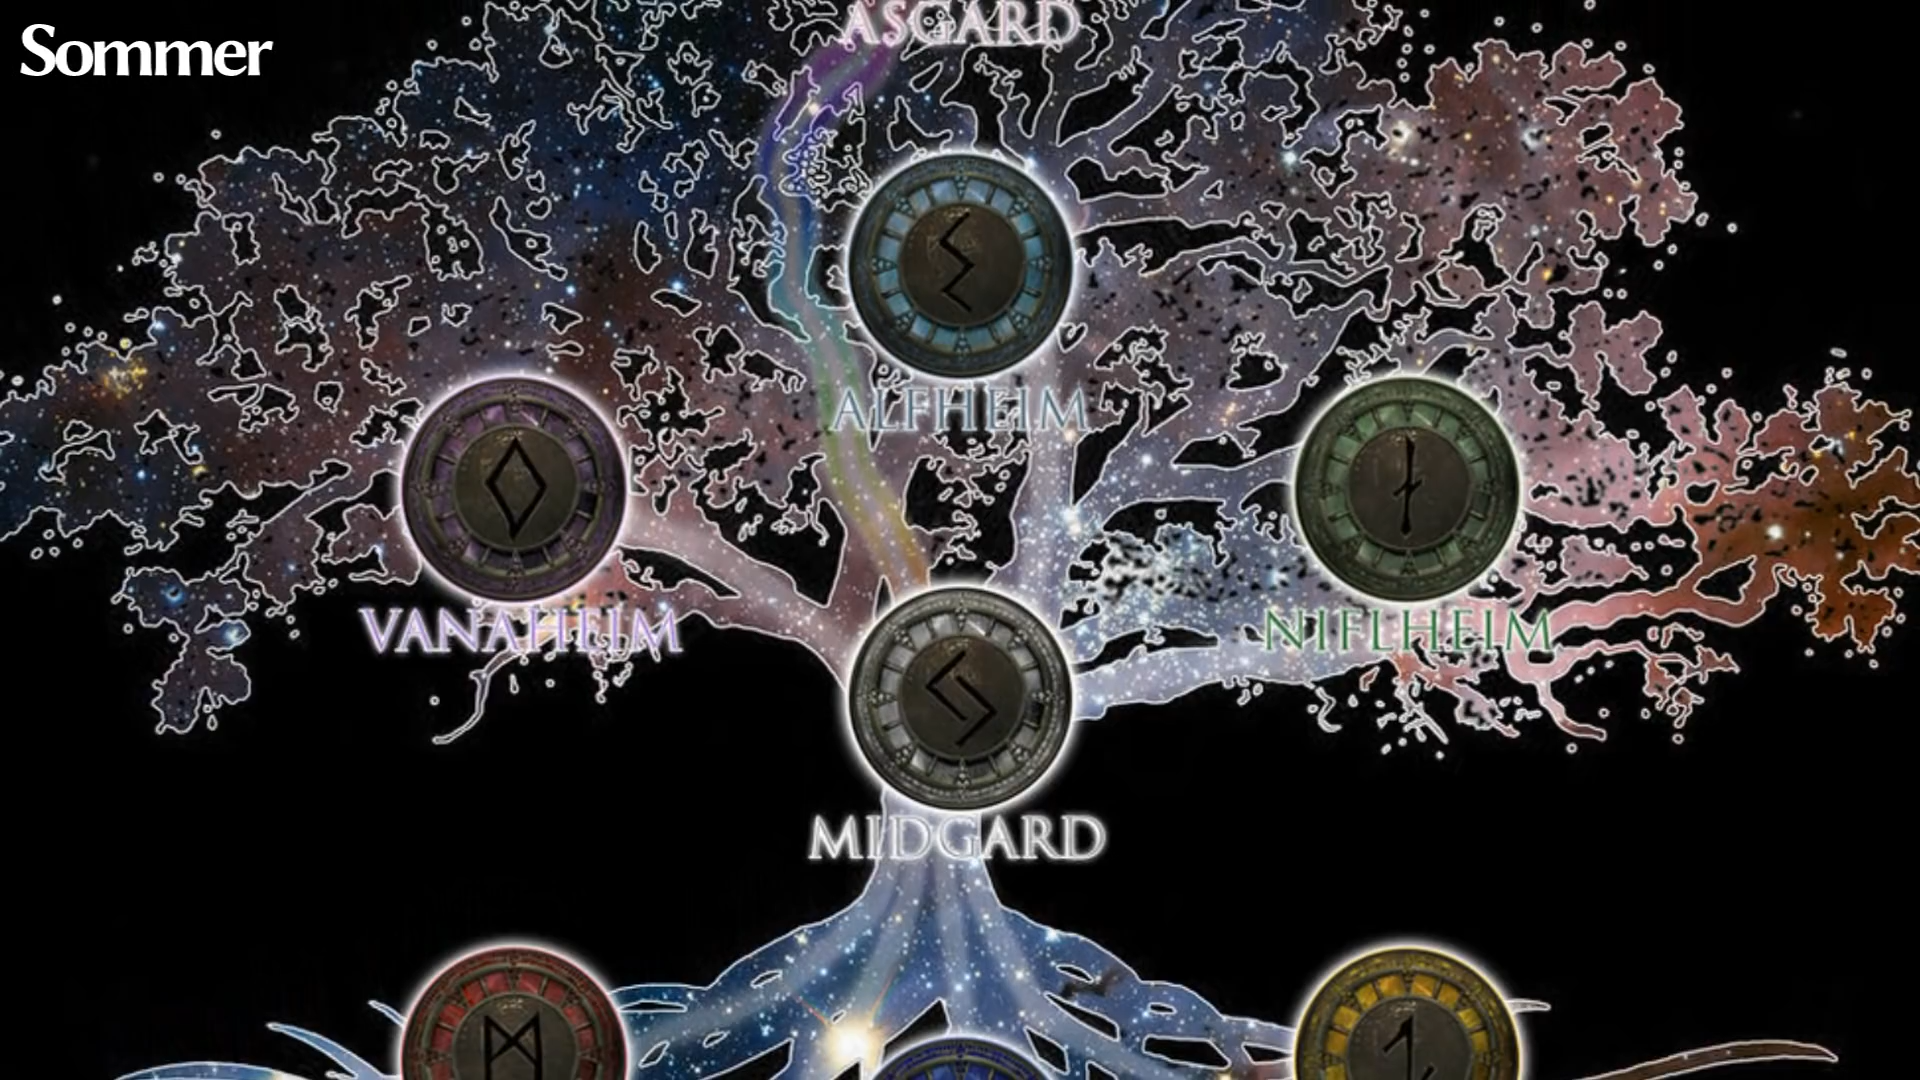 Sommer
ASGARD
ALFHEIM
VANAHEIM
NIFLHEIM
MIDGARD